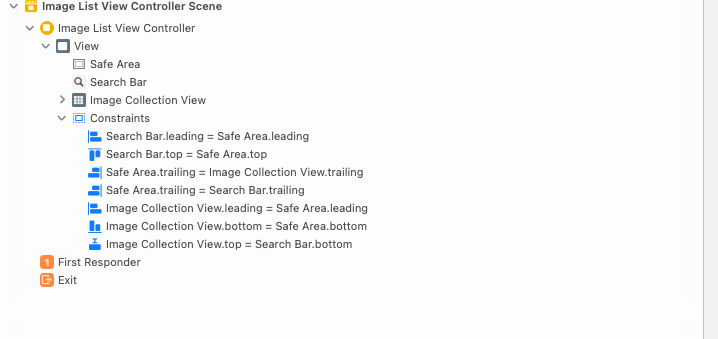 Image List View Controller Scene
Image List View Controller
View
Safe Area
Search Bar
Image Collection View
Constraints
Search Bar.leading = Safe Area.leading
Search Bar.top = Safe Area.top
Safe Area.trailing = Image Collection View.trailing
Safe Area.trailing = Search Bar.trailing
Image Collection View.leading = Safe Area.leading
Image Collection View.bottom = Safe Area.bottom
Image Collection View.top = Search Bar.bottom
1 First Responder
Exit